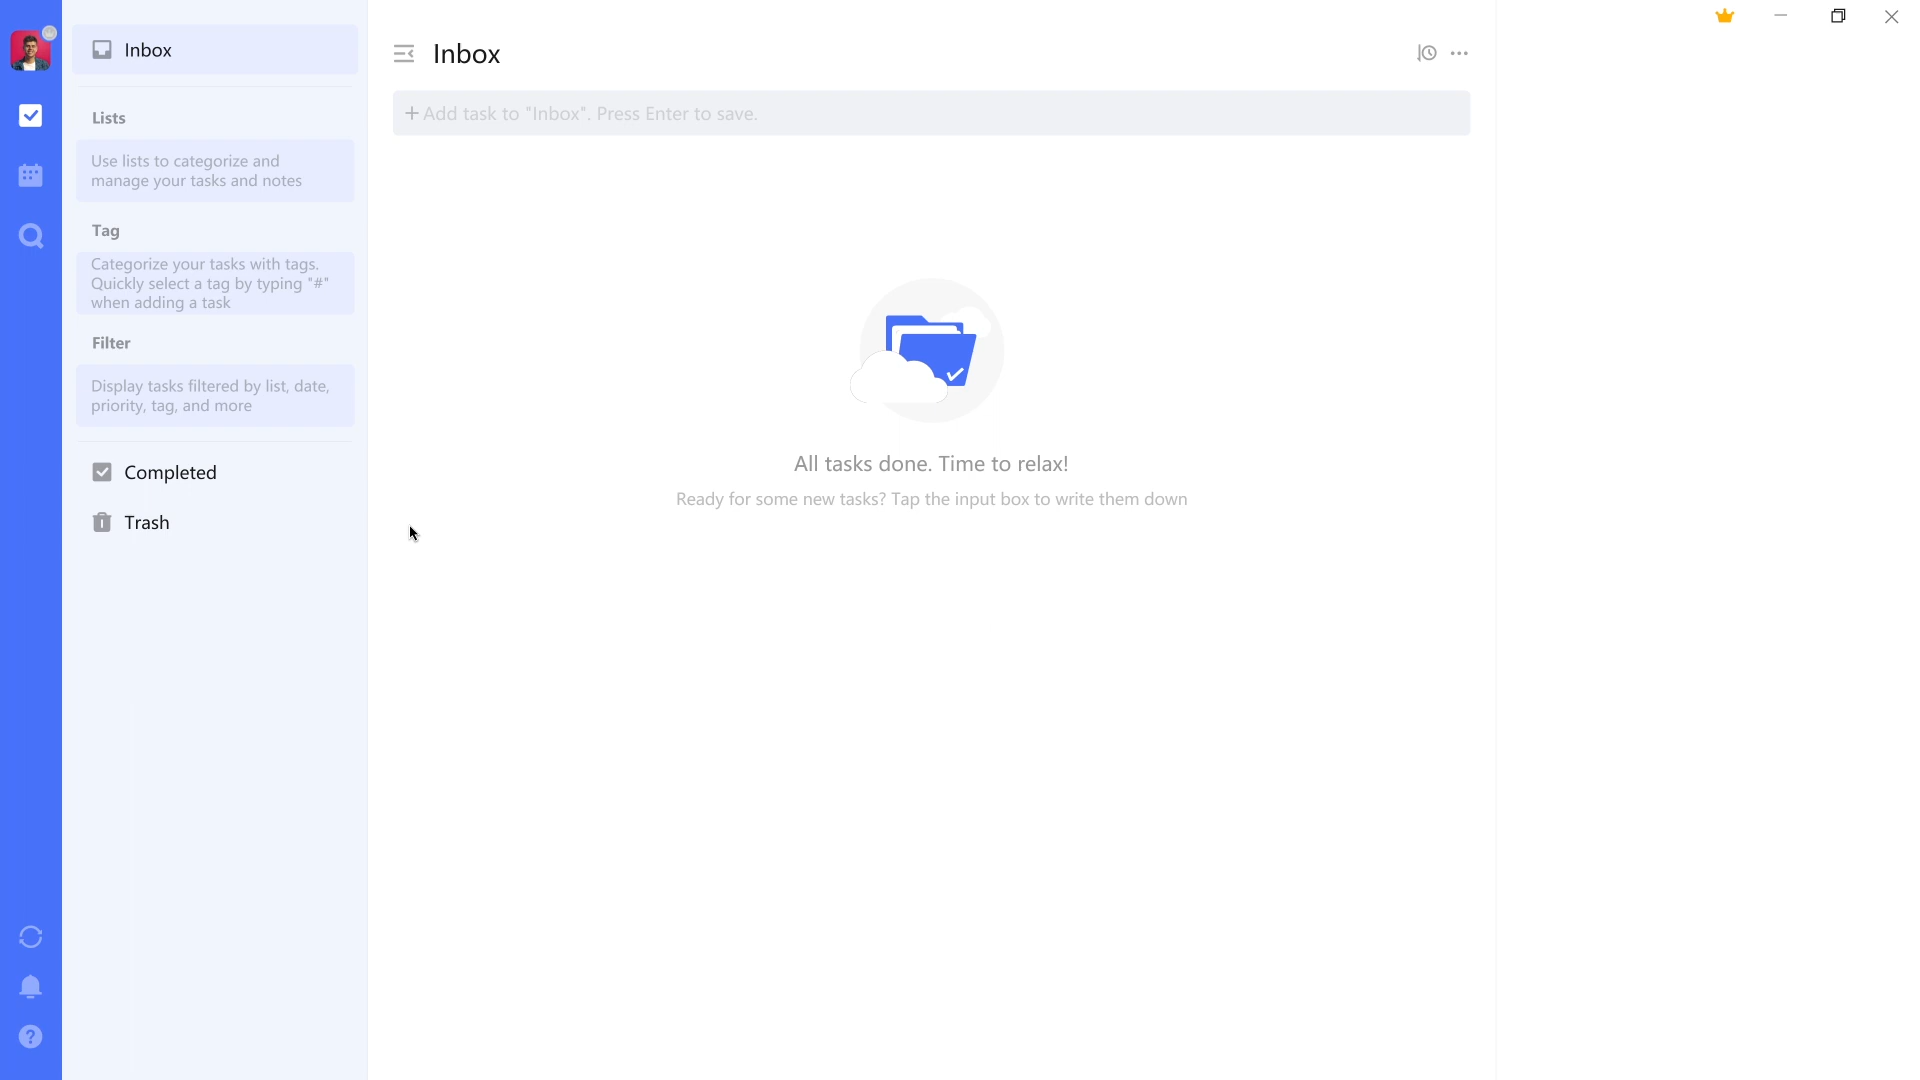 Inbox
Lists
Use lists to categorize and
manage your tasks and notes
Tag
Categorize your tasks with tags.
Quickly select a tag by typing "#"
when adding a task
Filter
Display tasks filtered by list, date,
priority, tag, and more
Completed
Trash
Inbox
+ Add task to "Inbox". Press Enter to save.
All tasks done. Time to relax!
Ready for some new tasks? Tap the input box to write them down